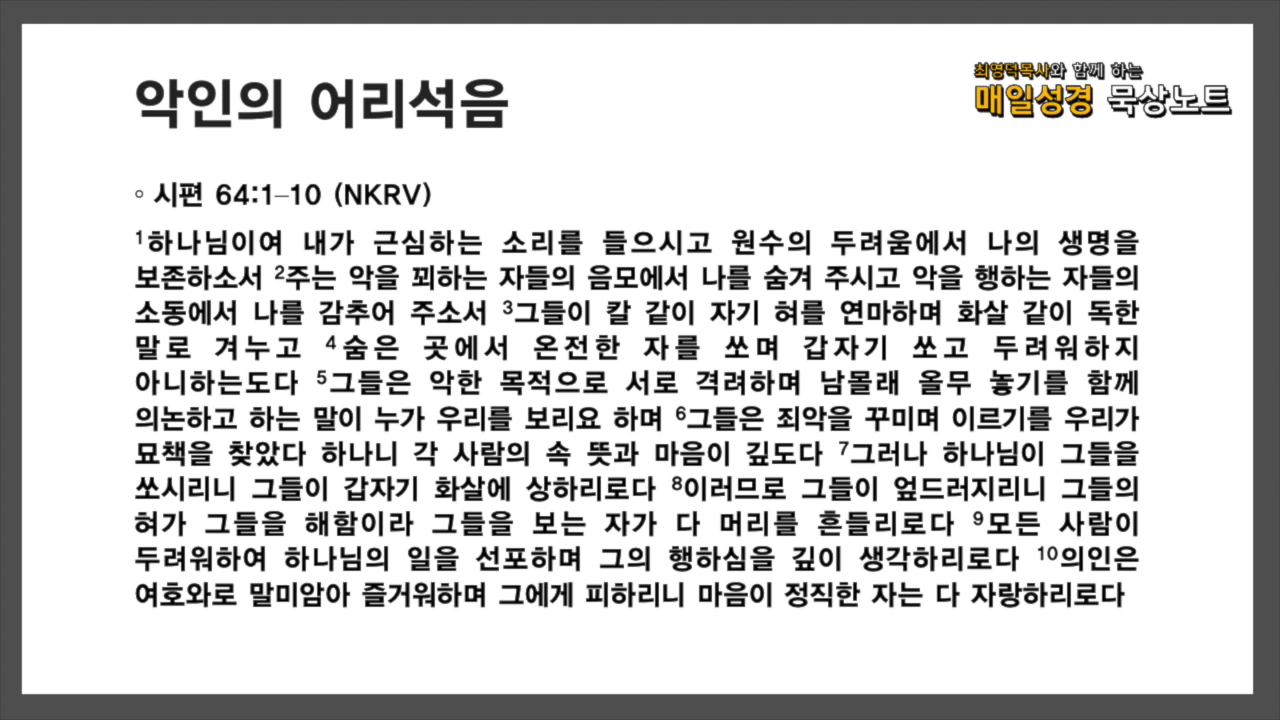 악인의 어리석음
최영덕목사와 함께 하는
매일성경 묵상노트
◦ 시편 64:1–10 (NKRV)
1하나님이여 내가 근심하는 소리를 들으시고 원수의 두려움에서 나의 생명을
보존하소서 2주는 악을 꾀하는 자들의 음모에서 나를 숨겨 주시고 악을 행하는 자들의
소동에서 나를 감추어 주소서 3그들이 칼 같이 자기 혀를 연마하며 화살 같이 독한
말로 겨누고 4숨은 곳에서 온전한 자를 쏘며 갑자기 쏘고 두려워하지
아니하는도다 5그들은 악한 목적으로 서로 격려하며 남몰래 올무 놓기를 함께
의논하고 하는 말이 누가 우리를 보리요 하며 6그들은 죄악을 꾸미며 이르기를 우리가
묘책을 찾았다 하나니 각 사람의 속 뜻과 마음이 깊도다 7그러나 하나님이 그들을
쏘시리니 그들이 갑자기 화살에 상하리로다 8이러므로 그들이 엎드러지리니 그들의
혀가 그들을 해함이라 그들을 보는 자가 다 머리를 흔들리로다 9모든 사람이
두려워하여 하나님의 일을 선포하며 그의 행하심을 깊이 생각하리로다 10의인은
여호와로 말미암아 즐거워하며 그에게 피하리니 마음이 정직한 자는 다 자랑하리로다